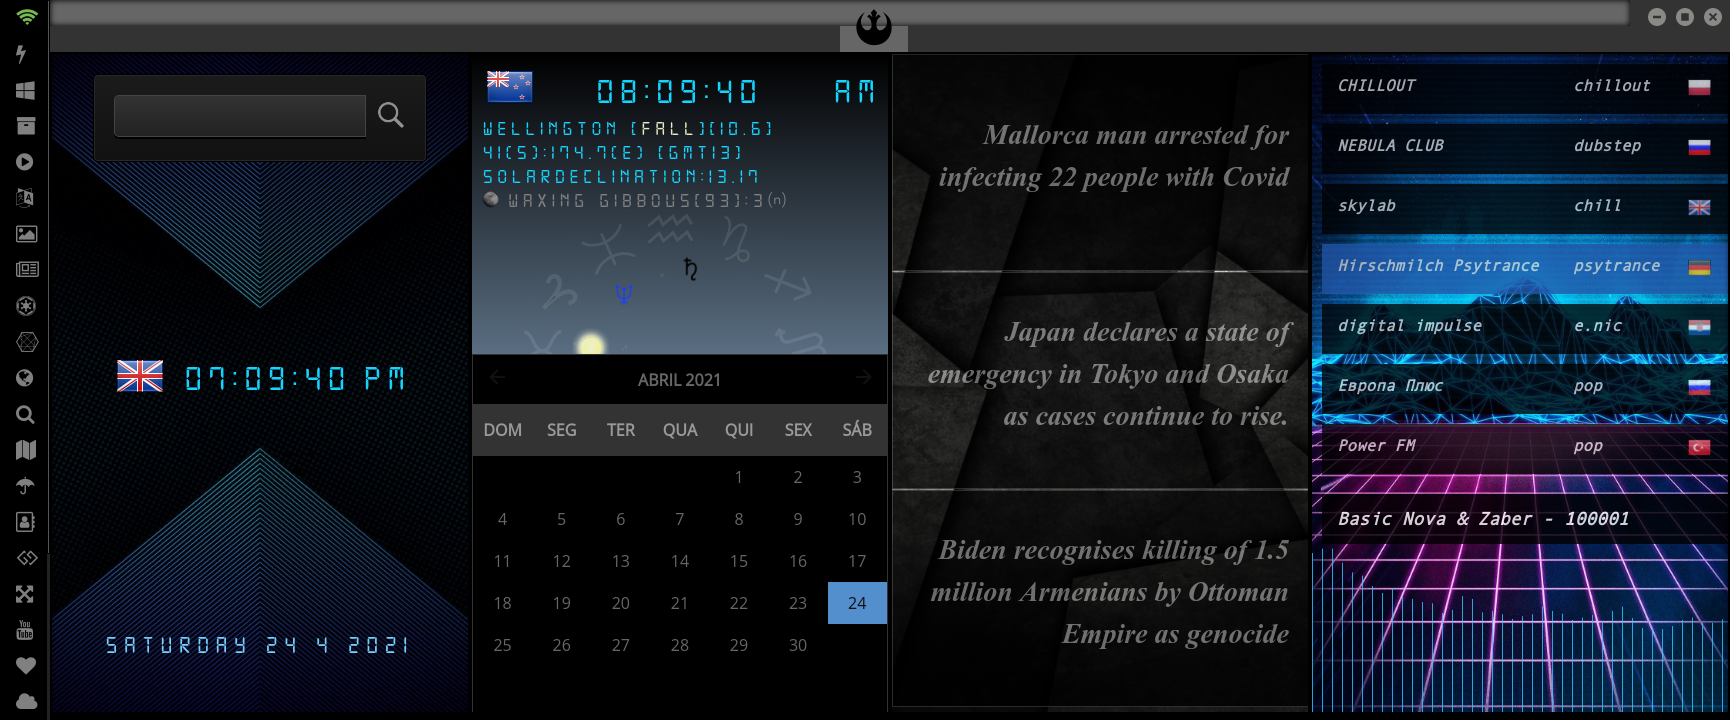 07:09:40 PM
SATURDAY 24 4 2021
08:09:40 AM
WELLINGTON [FALL][10.6]
41(S):174.7(E) [GMT13]
SOLARDECLINATION:13.17
WAXING GIBBOUS[93]:3(n)
ABRIL 2021
DOM SEG TER QUA QUI SEX SÁB
1 2 3
4 5 6 7 8 9 10
11 12 13 14 15 16 17
18 19 20 21 22 23 24
25 26 27 28 29 30
Mallorca man arrested for
infecting 22 people with Covid
Japan declares a state of
emergency in Tokyo and Osaka
as cases continue to rise.
Biden recognises killing of 1.5
million Armenians by Ottoman
Empire as genocide
CHILLOUT chillout
NEBULA CLUB dubstep
skylab chill
Hirschmilch Psytrance psytrance
digital impulse e.nic
Европа Плюс pop
Power FM pop
Basic Nova & Zaber - 100001
You
Tube